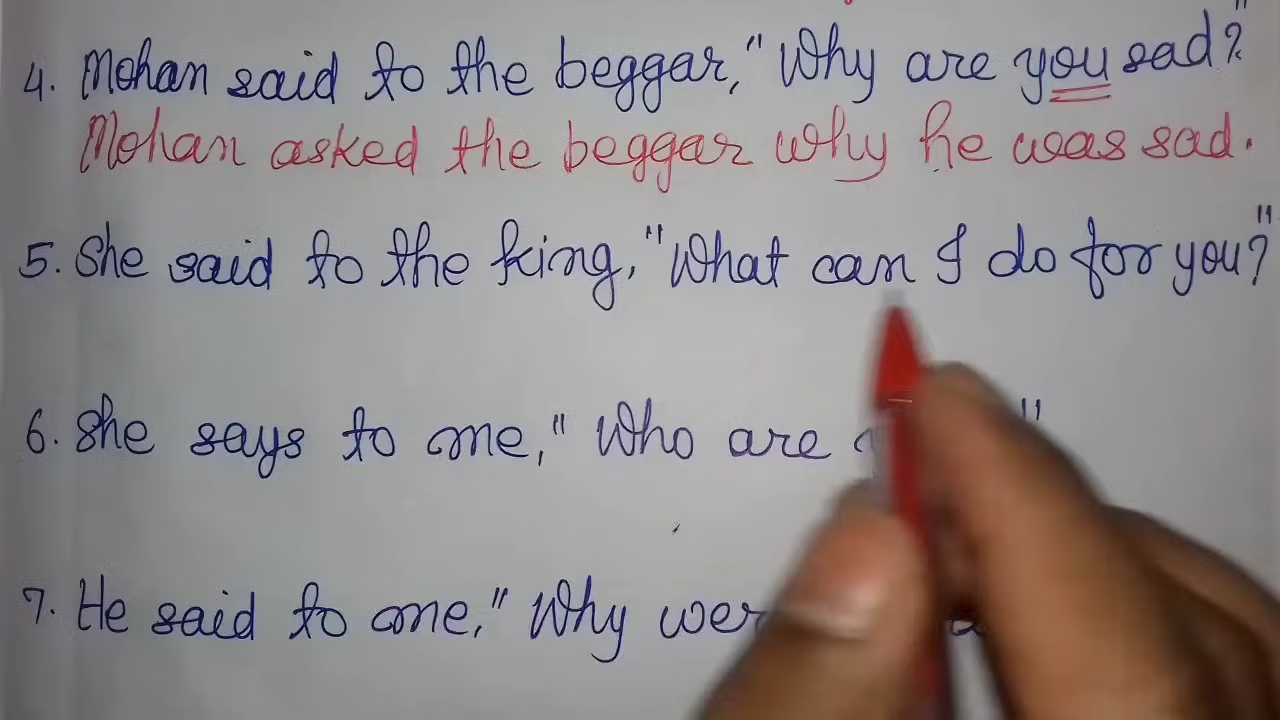 4. Mohan said to the beggar, "Why are you sad?"
Mohan asked the beggar why he was sad.
5. She said to the king, "What can I do for you?"
6. She says to me, "Who are "
7. He said to me, "Why